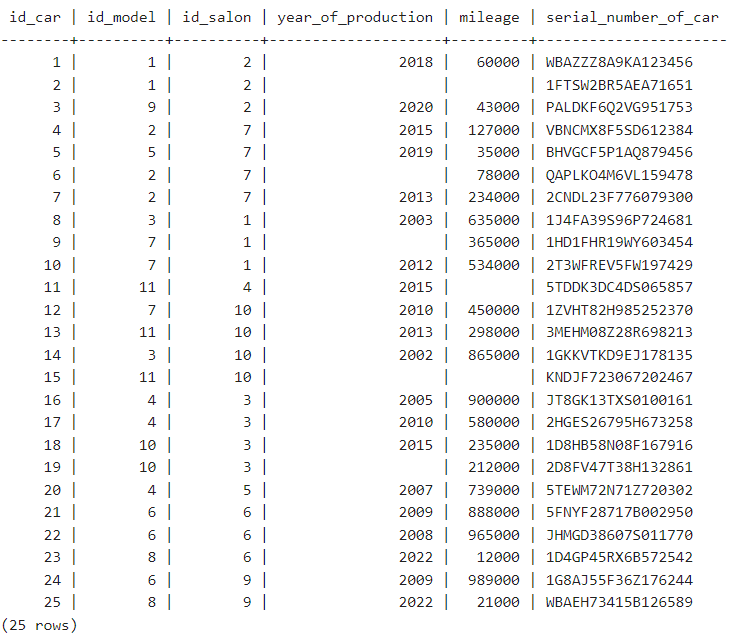 id_car | id_model | id_salon | year_of_production | mileage | serial_number_of_car
--------+----------+----------+--------------------+---------+----------------------
1 | 1 | 2 | 2018 | 60000 | WBAZZZ8A9KA123456
2 | 1 | 2 | | | 1FTSW2BR5AEA71651
3 | 9 | 2 | 2020 | 43000 | PALDKF6Q2VG951753
4 | 2 | 7 | 2015 | 127000 | VBNCMX8F5SD612384
5 | 5 | 7 | 2019 | 35000 | BHVGCF5P1AQ879456
6 | 2 | 7 | | 78000 | QAPLKO4M6VL159478
7 | 2 | 7 | 2013 | 234000 | 2CNDL23F776079300
8 | 3 | 1 | 2003 | 635000 | 1J4FA39S96P724681
9 | 7 | 1 | | 365000 | 1HD1FHR19WY603454
10 | 7 | 1 | 2012 | 534000 | 2T3WFREV5FW197429
11 | 11 | 4 | 2015 | | 5TDDK3DC4DS065857
12 | 7 | 10 | 2010 | 450000 | 1ZVHT82H985252370
13 | 11 | 10 | 2013 | 298000 | 3MEHM08Z28R698213
14 | 3 | 10 | 2002 | 865000 | 1GKKVTKD9EJ178135
15 | 11 | 10 | | | KNDJF723067202467
16 | 4 | 3 | 2005 | 900000 | JT8GK13TXS0100161
17 | 4 | 3 | 2010 | 580000 | 2HGES26795H673258
18 | 10 | 3 | 2015 | 235000 | 1D8HB58N08F167916
19 | 10 | 3 | | 212000 | 2D8FV47T38H132861
20 | 4 | 5 | 2007 | 739000 | 5TEWM72N71Z720302
21 | 6 | 6 | 2009 | 888000 | 5FNYF28717B002950
22 | 6 | 6 | 2008 | 965000 | JHMGD38607S011770
23 | 8 | 6 | 2022 | 12000 | 1D4GP45RX6B572542
24 | 6 | 9 | 2009 | 989000 | 1G8AJ55F36Z176244
25 | 8 | 9 | 2022 | 21000 | WBAEH73415B126589
(25 rows)